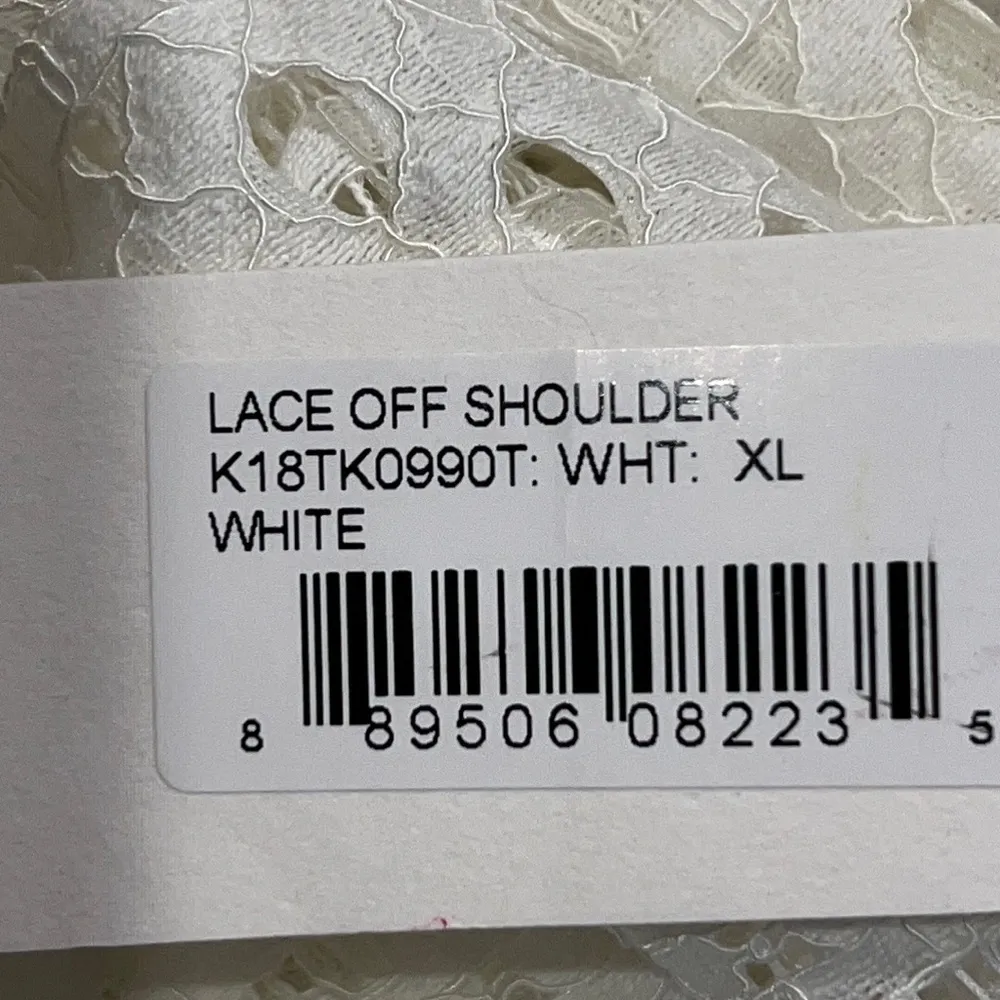 LACE OFF SHOULDER
K18TK0990T: WHT: XL
WHITE
8 89506 08223 5